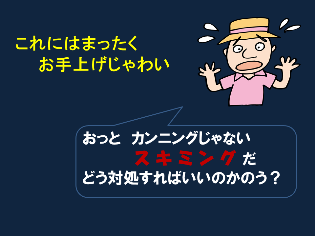 これにはまったく
お手上げじゃわい
おっと　カンニングじゃない
スキミングだ
どう対処すればいいのかのう？